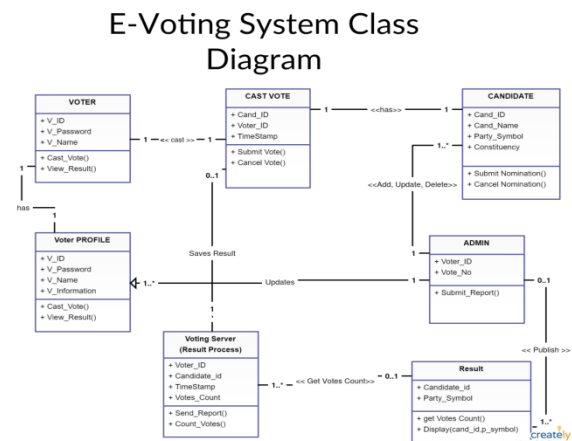 E-Voting System Class
Diagram
VOTER
+ V_ID
+ V_Password
+ V_Name
+ Cast_Vote()
+ View_Result()
1 -<< cast >>- 1
CAST VOTE
+ Cand_ID
+ Voter_ID
+ TimeStamp
+ Submit Vote()
+ Cancel Vote()
1 <<has>> 1
CANDIDATE
+ Cand_ID
+ Cand_Name
+ Party_Symbol
+ Constituency
+ Submit Nomination()
+ Cancel Nomination()
1
has
1
0..1
1..*
<<Add, Update, Delete>>
1
Voter PROFILE
+ V_ID
+ V_Password
+ V_Name
+ V_Information
+ Cast_Vote()
+ View_Result()
Saves Result
1..* Updates 1
ADMIN
+ Voter_ID
+ Vote_No
+ Submit_Report()
0..1
<< Publish >>
1..*
1
Voting Server
(Result Process)
+ Voter_ID
+ Candidate_id
+ TimeStamp
+ Votes_Count
+ Send_Report()
+ Count_Votes()
1..* << Get Votes Count>> 0..1
Result
+ Candidate_id
+ Party_Symbol
+ get Votes Count()
+ Display(cand_id,p_symbol)
creately